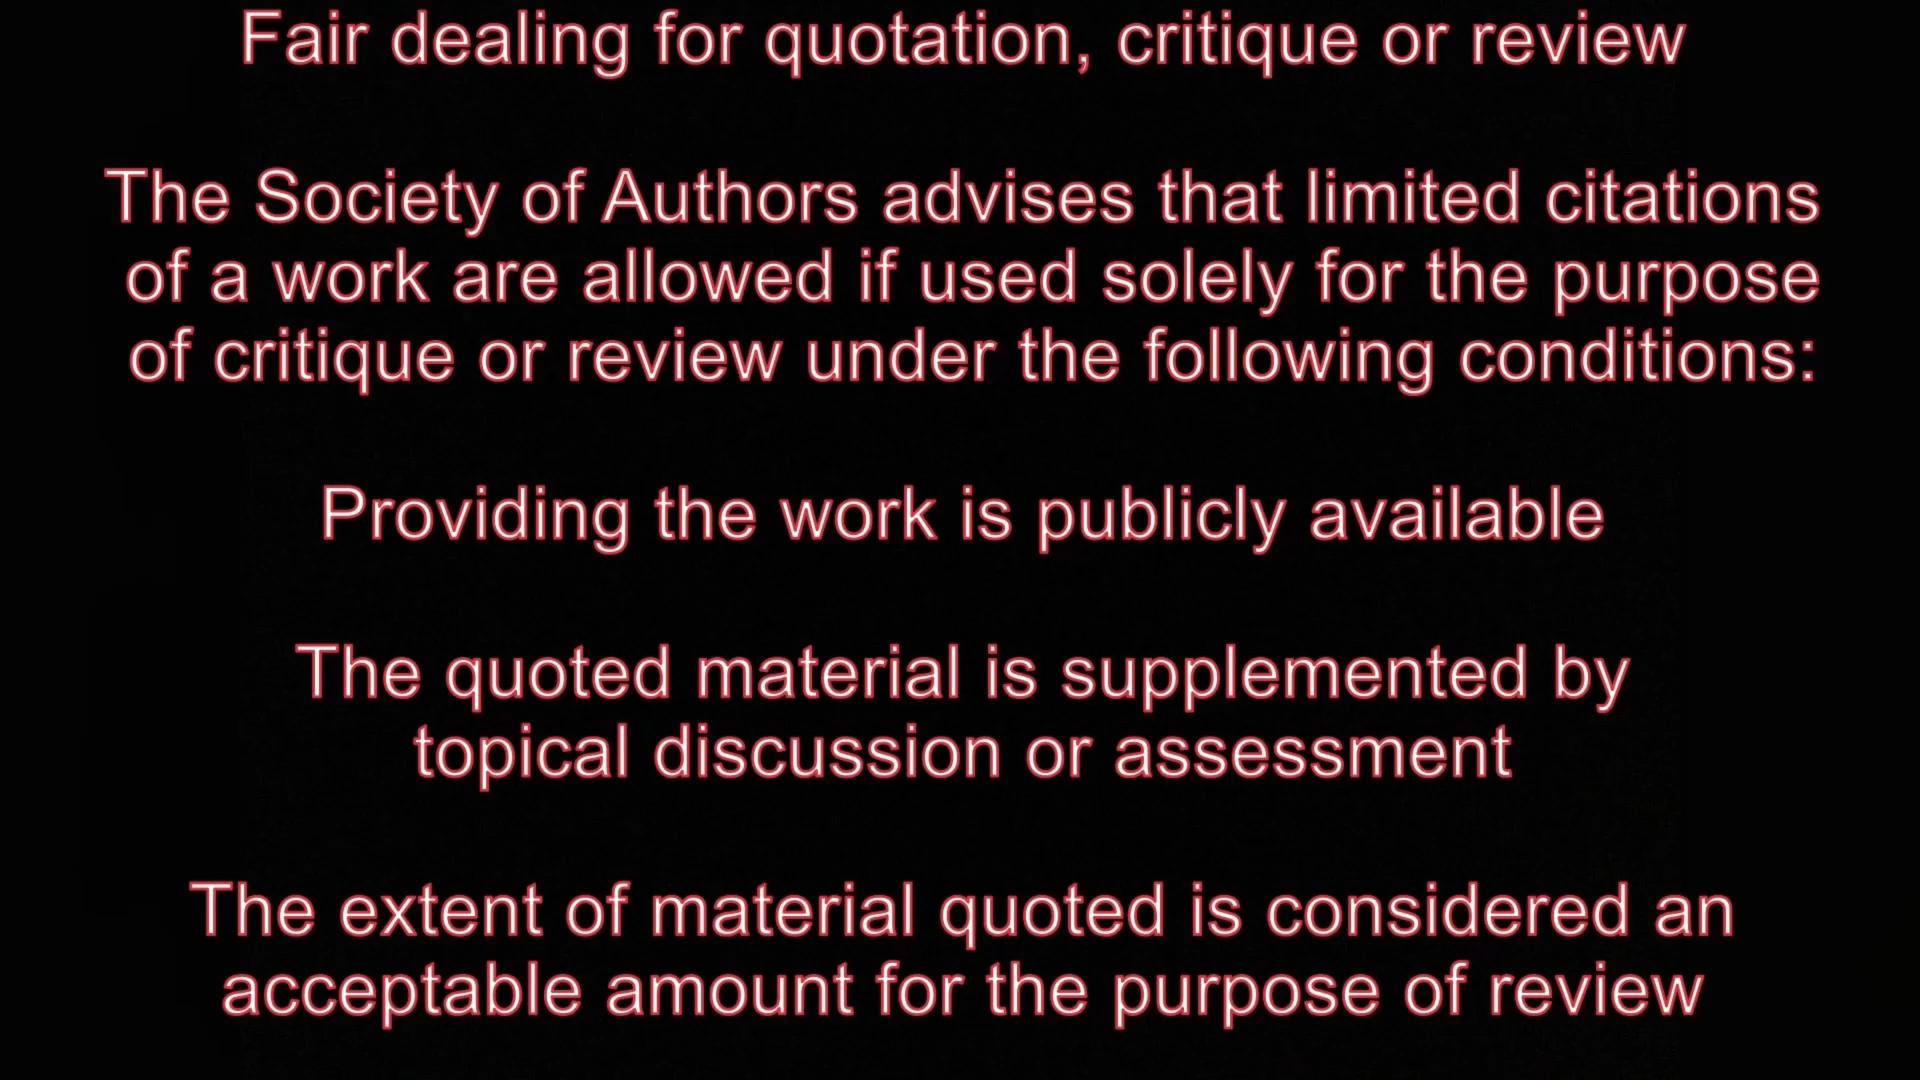 Fair dealing for quotation, critique or review
The Society of Authors advises that limited citations
of a work are allowed if used solely for the purpose
of critique or review under the following conditions:
Providing the work is publicly available
The quoted material is supplemented by
topical discussion or assessment
The extent of material quoted is considered an
acceptable amount for the purpose of review